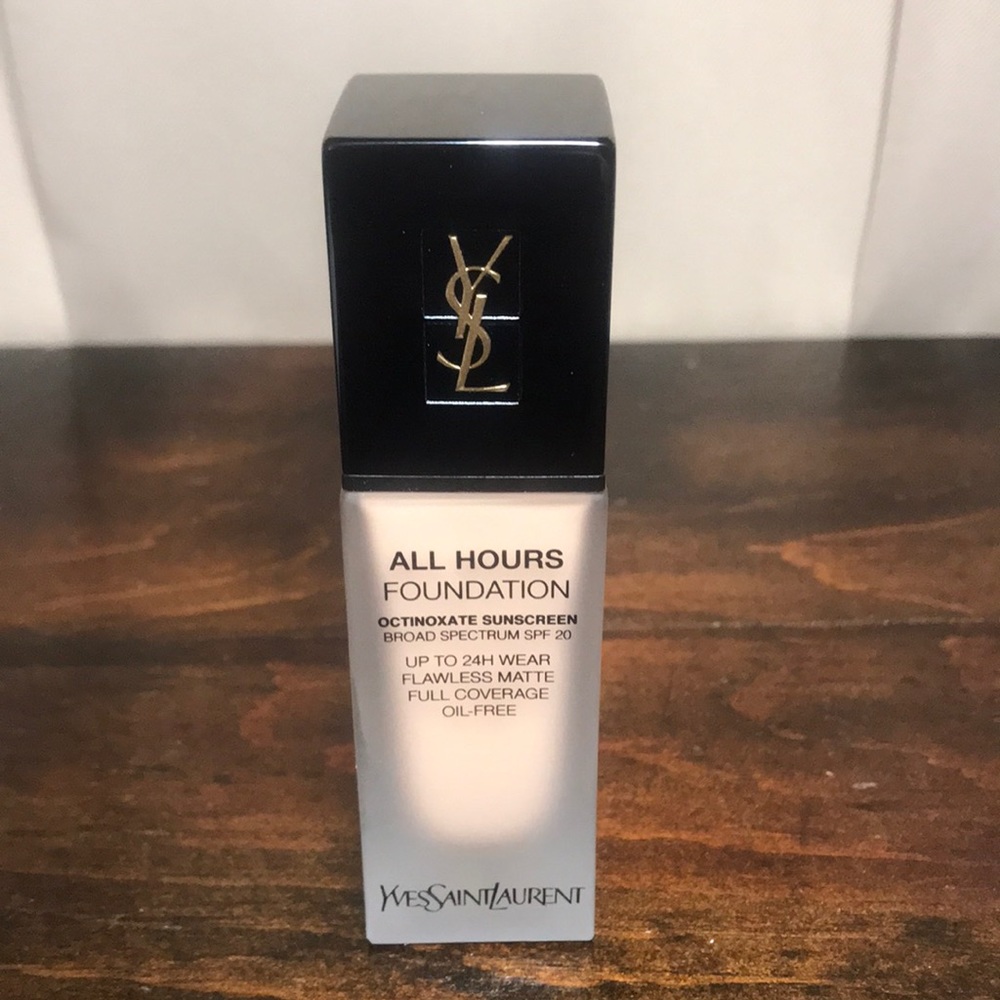 YSL
ALL HOURS
FOUNDATION
OCTINOXATE SUNSCREEN
BROAD SPECTRUM SPF 20
UP TO 24H WEAR
FLAWLESS MATTE
FULL COVERAGE
OIL-FREE
YVESSAINTLAURENT